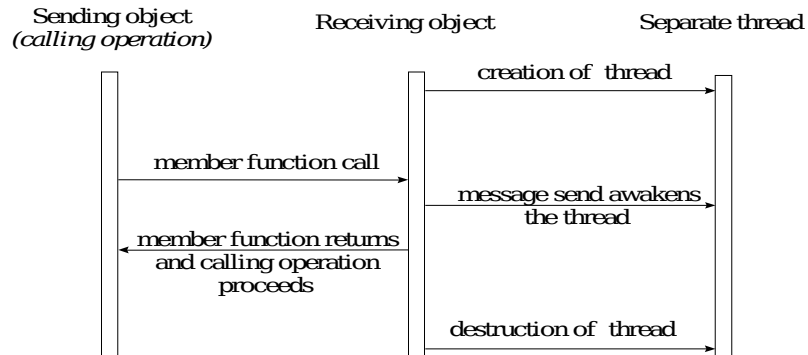 Sending object
(calling operation)
Receiving object
Separate thread
creation of thread
member function call
message send awakens
the thread
member function returns
and calling operation
proceeds
destruction of thread